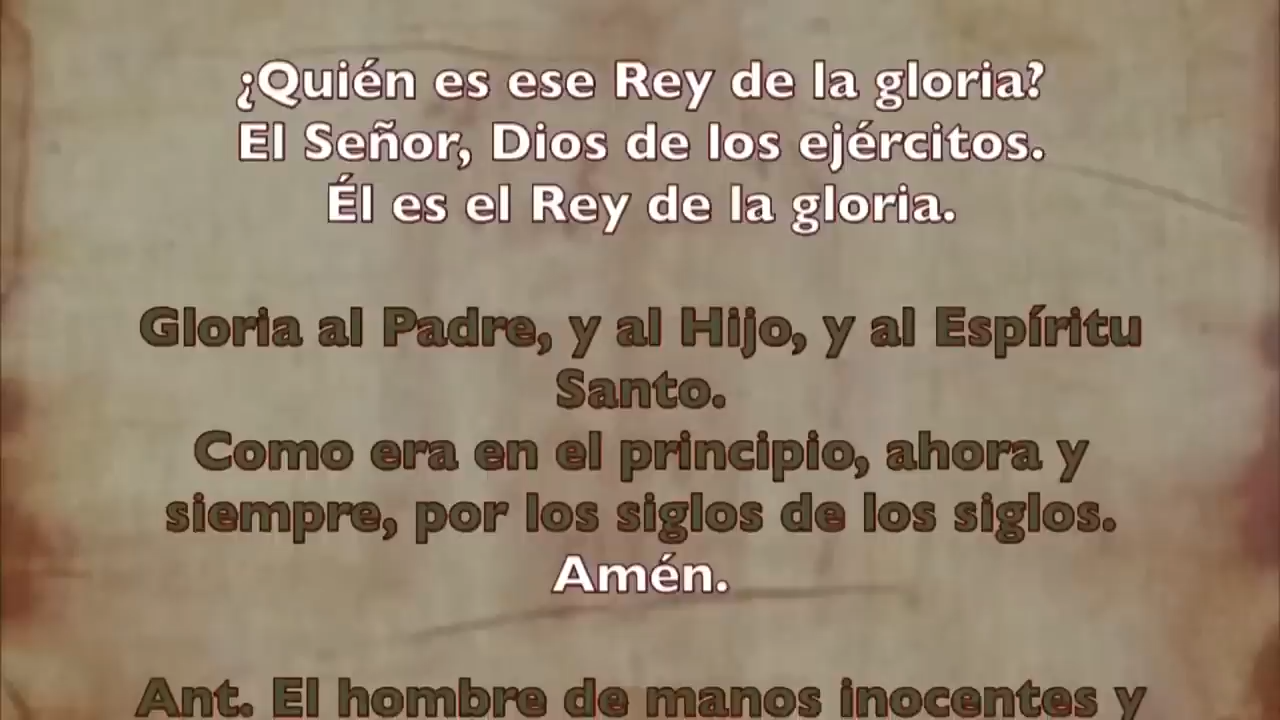 ¿Quién es ese Rey de la gloria?
El Señor, Dios de los ejércitos.
Él es el Rey de la gloria.
Gloria al Padre, y al Hijo, y al Espíritu
Santo.
Como era en el principio, ahora y
siempre, por los siglos de los siglos.
Amén.
Ant. El hombre de manos inocentes y